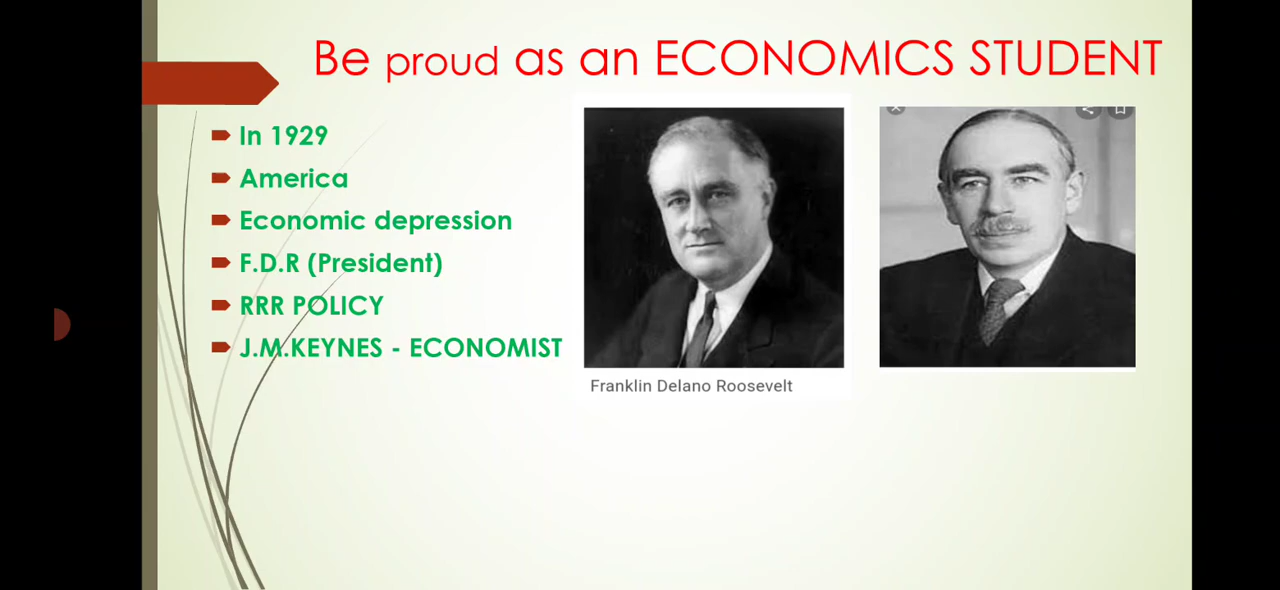 Be proud as an ECONOMICS STUDENT
In 1929
America
Economic depression
F.D.R (President)
RRR POLICY
J.M.KEYNES - ECONOMIST
Franklin Delano Roosevelt